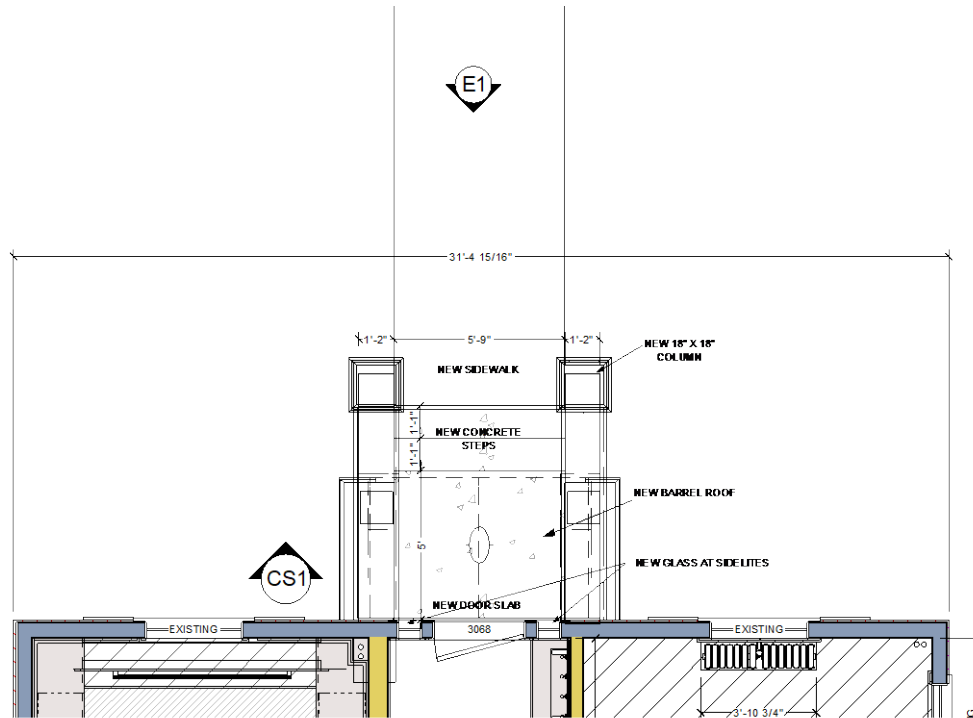 E1
31'-4 15/16"
1'-2"
5'-9"
1'-2"
NEW 18" X 18"
COLUMN
NEW SIDEWALK
1'-1"
NEW CONCRETE
STEPS
1'-1"
NEW BARREL ROOF
5'
NEW GLASS AT SIDELITES
CS1
NEW DOOR SLAB
EXISTING
3068
EXISTING
3'-10 3/4"